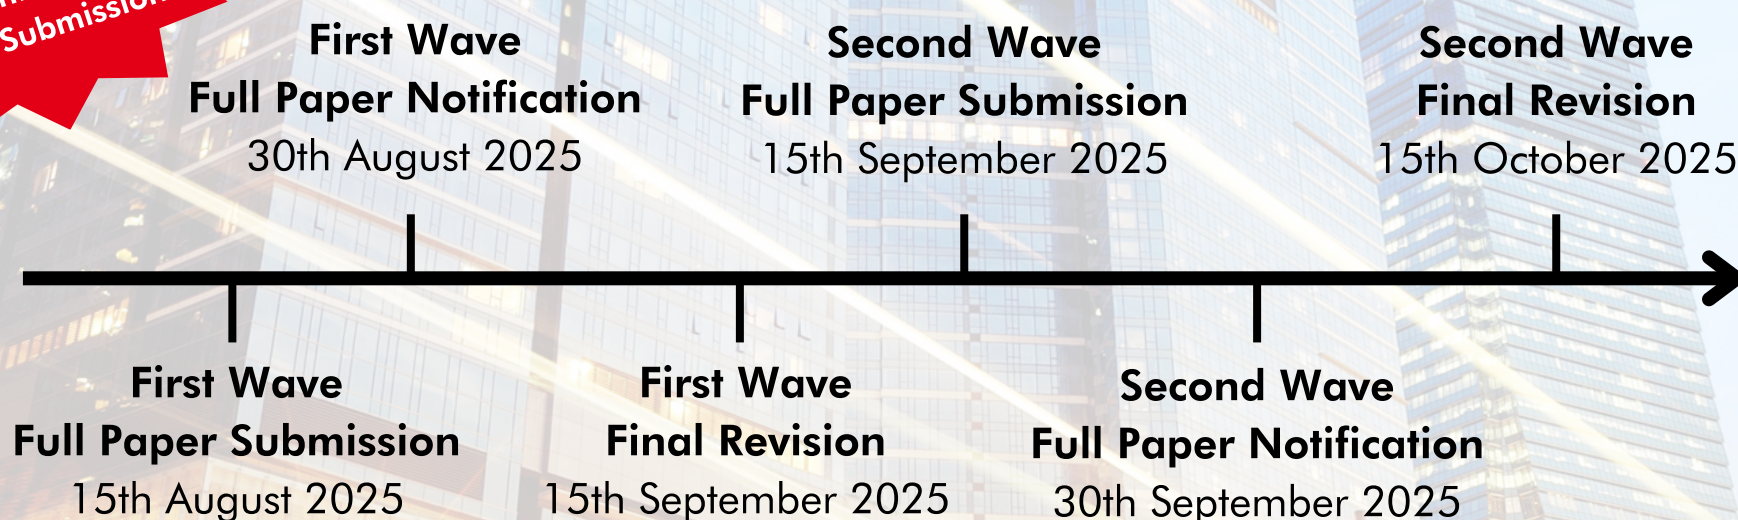 Submission
First Wave
Full Paper Notification
30th August 2025
Second Wave
Full Paper Submission
15th September 2025
Second Wave
Final Revision
15th October 2025
First Wave
Full Paper Submission
15th August 2025
First Wave
Final Revision
15th September 2025
Second Wave
Full Paper Notification
30th September 2025